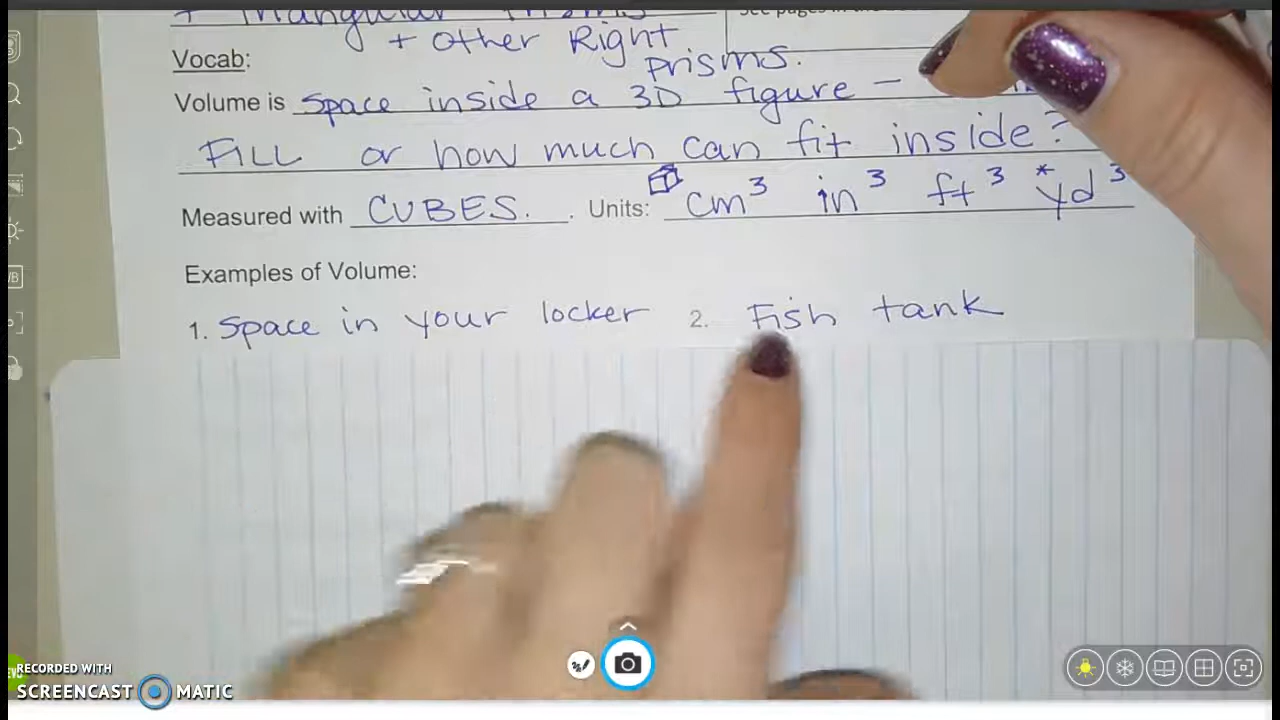 + Triangular Prisms
+ Other Right
Vocab: prisms.
Volume is space inside a 3D figure –
FILL or how much can fit inside?
Measured with CUBES. Units: cm³ in³ ft³ *yd³
Examples of Volume:
1. Space in your locker 2. Fish tank
RECORDED WITH
SCREENCAST MATIC